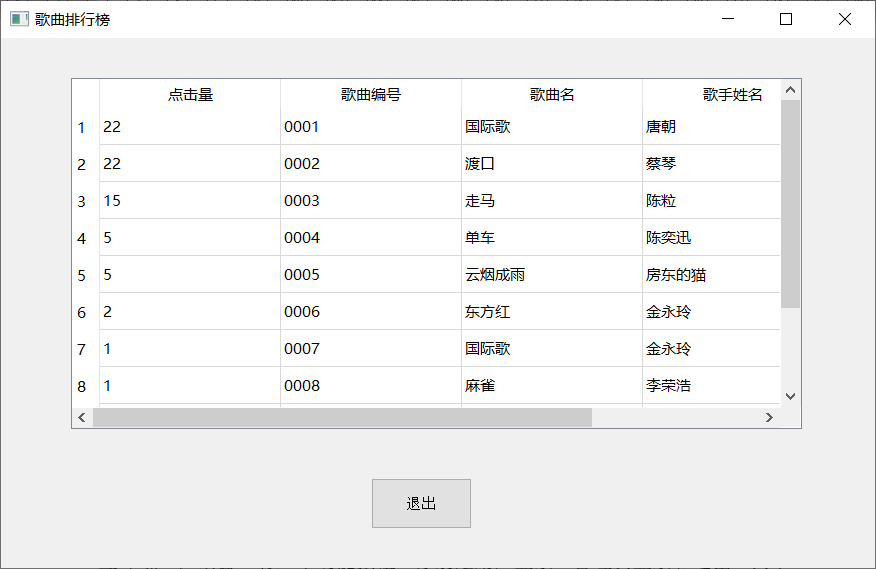 歌曲排行榜
点击量 歌曲编号 歌曲名 歌手姓名
1 22 0001 国际歌 唐朝
2 22 0002 渡口 蔡琴
3 15 0003 走马 陈粒
4 5 0004 单车 陈奕迅
5 5 0005 云烟成雨 房东的猫
6 2 0006 东方红 金永玲
7 1 0007 国际歌 金永玲
8 1 0008 麻雀 李荣浩
退出